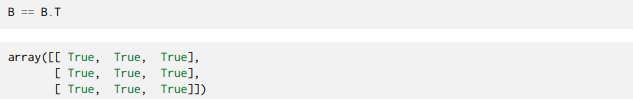 B == B.T
array([[ True,  True,  True],
       [ True,  True,  True],
       [ True,  True,  True]])